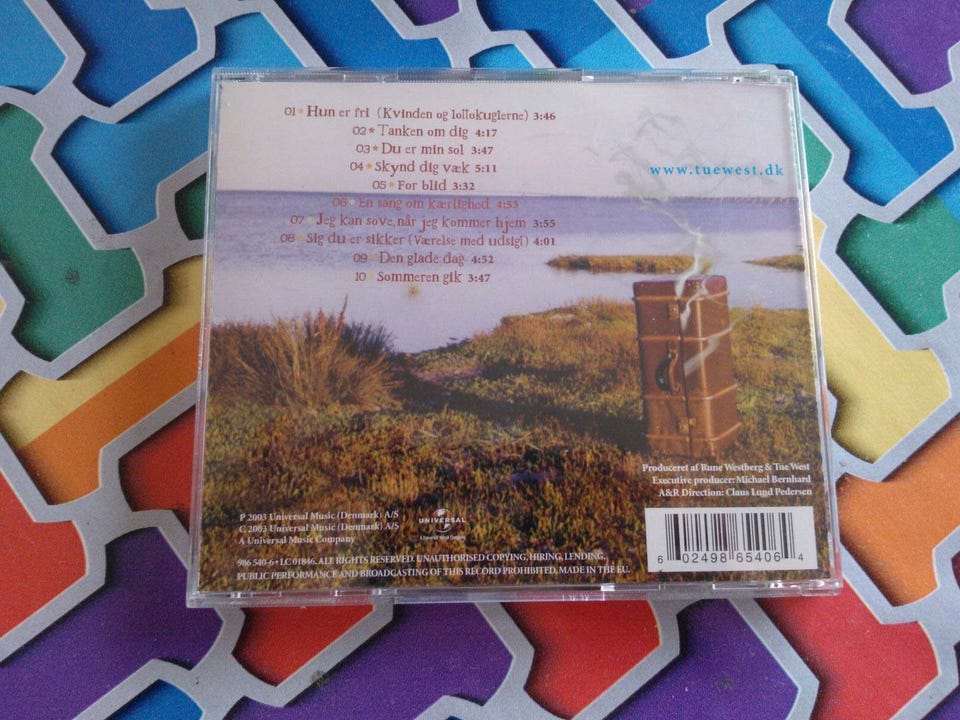 01 * Hun er fri (Kvinden og lollokuglerne) 3:46
02 * Tanken om dig 4:17
03 * Du er min sol 3:47
04 * Skynd dig væk 5:11
05 * For blid 3:32
06 * En sang om kærlighed 4:53
07 * Jeg kan sove, når jeg kommer hjem 3:55
08 * Sig du er sikker (Værelse med udsigt) 4:01
09 * Den glade dag 4:52
10 * Sommeren gik 3:47
www.tuewest.dk
Produceret af Rune Westberg & Tue West
Executive producer: Michael Bernhard
A&R Direction: Claus Lund Pedersen
P 2003 Universal Music (Denmark) A/S
C 2003 Universal Music (Denmark) A/S
A Universal Music Company
UNIVERSAL
986 540-6 • LC 01846. ALL RIGHTS RESERVED. UNAUTHORISED COPYING, HIRING, LENDING,
PUBLIC PERFORMANCE AND BROADCASTING OF THIS RECORD PROHIBITED, MADE IN THE EU.
6 02498 65406 4